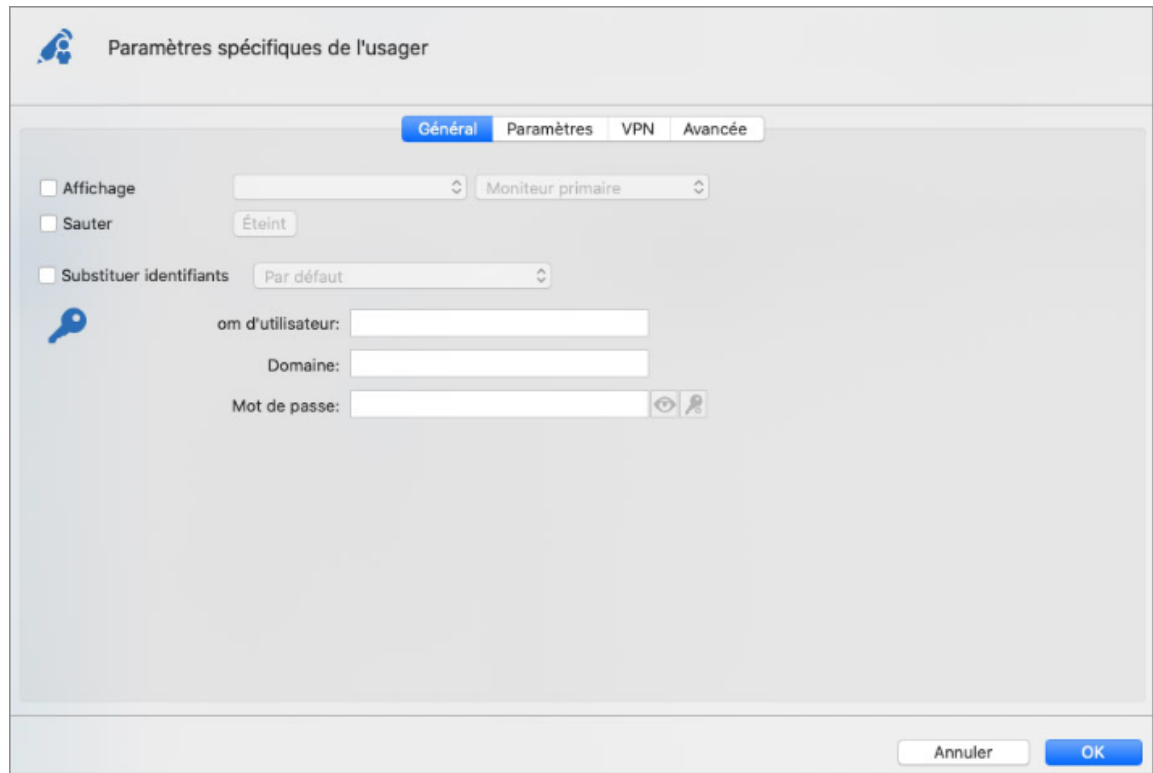 Paramètres spécifiques de l'usager
Général Paramètres VPN Avancée
Affichage Moniteur primaire
Sauter Éteint
Substituer identifiants Par défaut
om d'utilisateur:
Domaine:
Mot de passe:
Annuler OK